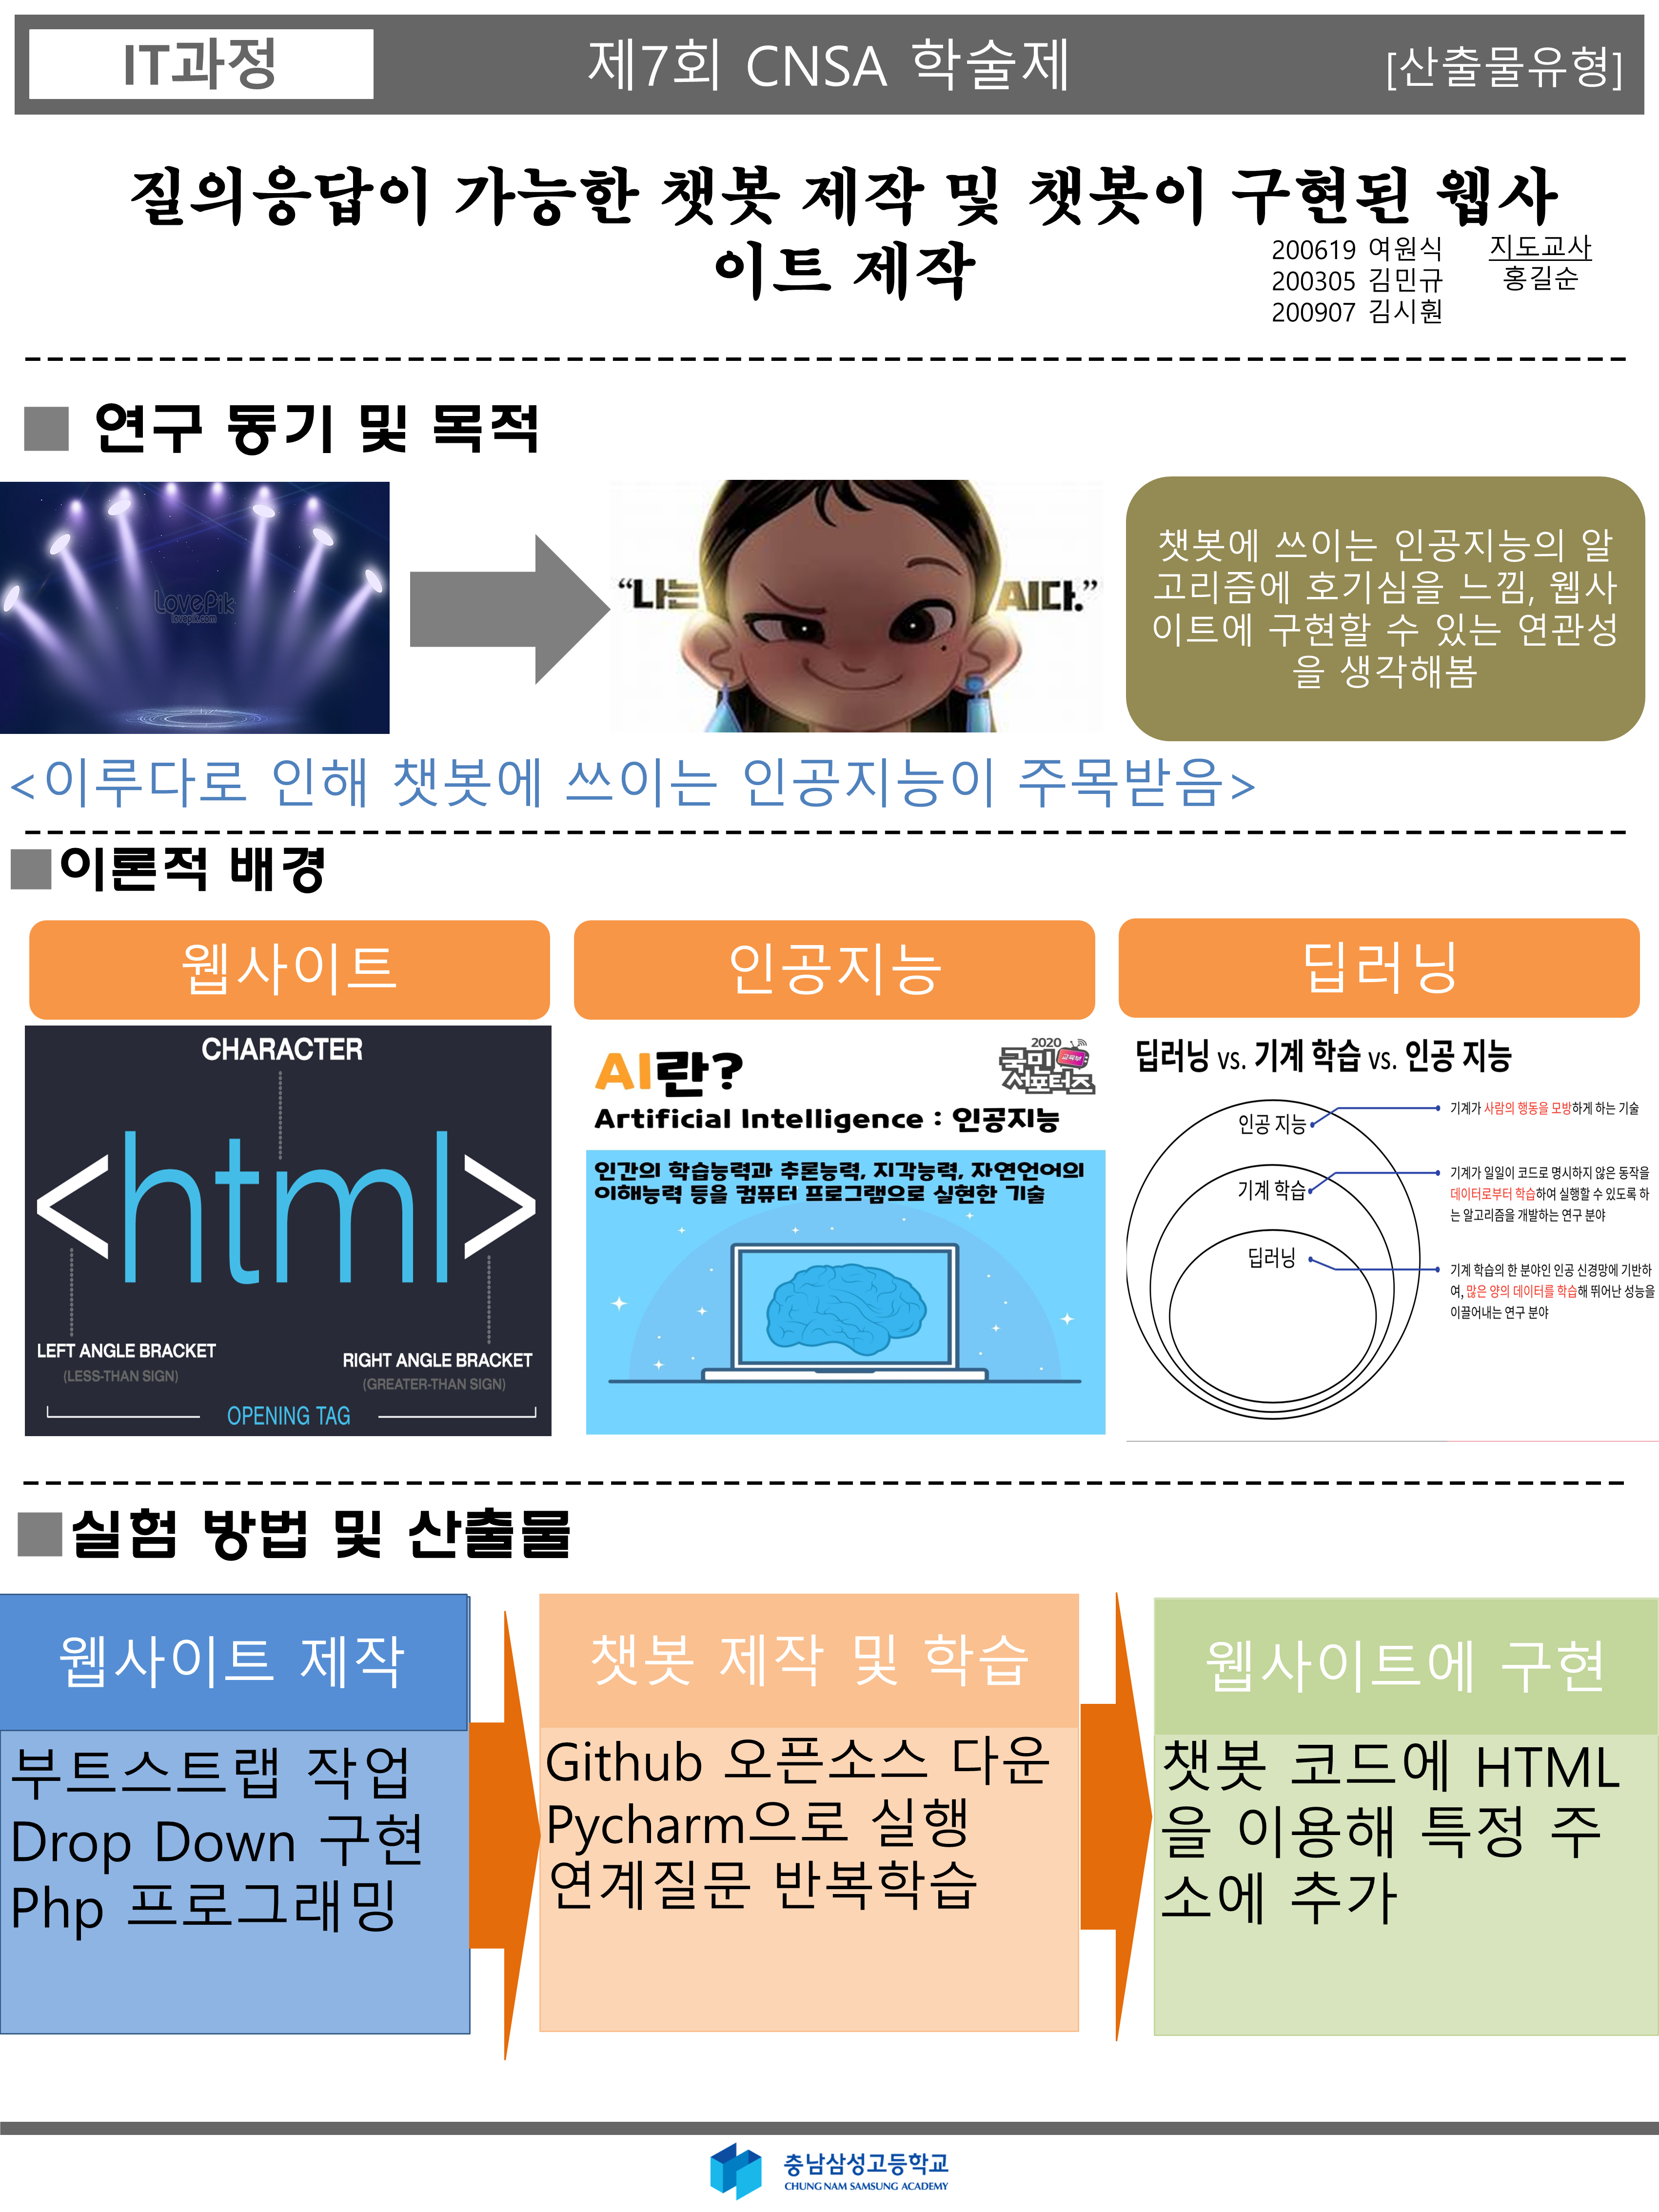 IT과정
제7회 CNSA 학술제
[산출물유형]
질의응답이 가능한 챗봇 제작 및 챗봇이 구현된 웹사
이트 제작
200619 여원식
200305 김민규
200907 김시훤
지도교사
홍길순
연구 동기 및 목적
LovePik
lovepik.com
“나는
AI다.”
챗봇에 쓰이는 인공지능의 알
고리즘에 호기심을 느낌, 웹사
이트에 구현할 수 있는 연관성
을 생각해봄
<이루다로 인해 챗봇에 쓰이는 인공지능이 주목받음>
이론적 배경
웹사이트
CHARACTER
<html>
LEFT ANGLE BRACKET
(LESS-THAN SIGN)
RIGHT ANGLE BRACKET
(GREATER-THAN SIGN)
OPENING TAG
인공지능
AI란?
2020
국민
교육부
서포터즈
Artificial Intelligence : 인공지능
인간의 학습능력과 추론능력, 지각능력, 자연언어의
이해능력 등을 컴퓨터 프로그램으로 실현한 기술
딥러닝
딥러닝 vs. 기계 학습 vs. 인공 지능
인공 지능
기계가 사람의 행동을 모방하게 하는 기술
기계 학습
기계가 일일이 코드로 명시하지 않은 동작을
데이터로부터 학습하여 실행할 수 있도록 하
는 알고리즘을 개발하는 연구 분야
딥러닝
기계 학습의 한 분야인 인공 신경망에 기반하
여, 많은 양의 데이터를 학습해 뛰어난 성능을
이끌어내는 연구 분야
실험 방법 및 산출물
웹사이트 제작
부트스트랩 작업
Drop Down 구현
Php 프로그래밍
챗봇 제작 및 학습
Github 오픈소스 다운
Pycharm으로 실행
연계질문 반복학습
웹사이트에 구현
챗봇 코드에 HTML
을 이용해 특정 주
소에 추가
충남삼성고등학교
CHUNG NAM SAMSUNG ACADEMY